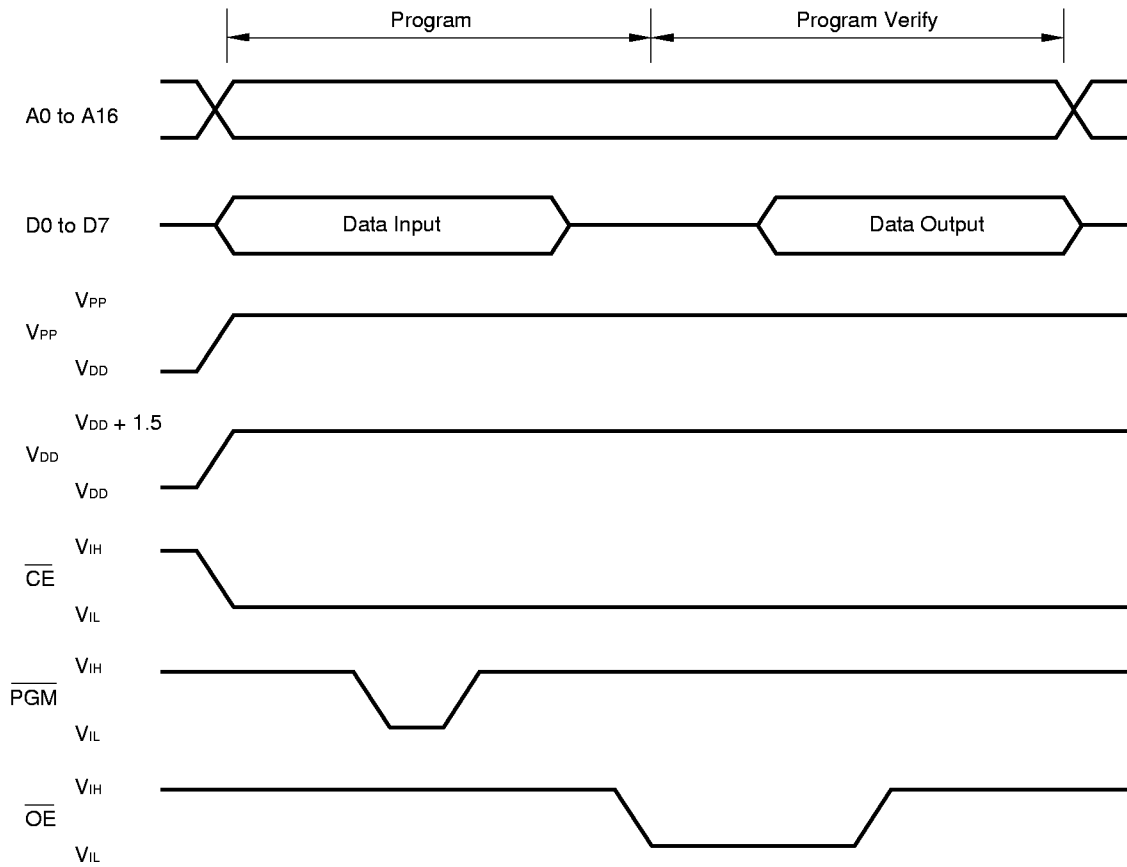 Program
Program Verify
A0 to A16
D0 to D7
Data Input
Data Output
VPP
VPP
VDD
VDD + 1.5
VDD
VDD
VIH
CE
VIL
VIH
PGM
VIL
VIH
OE
VIL